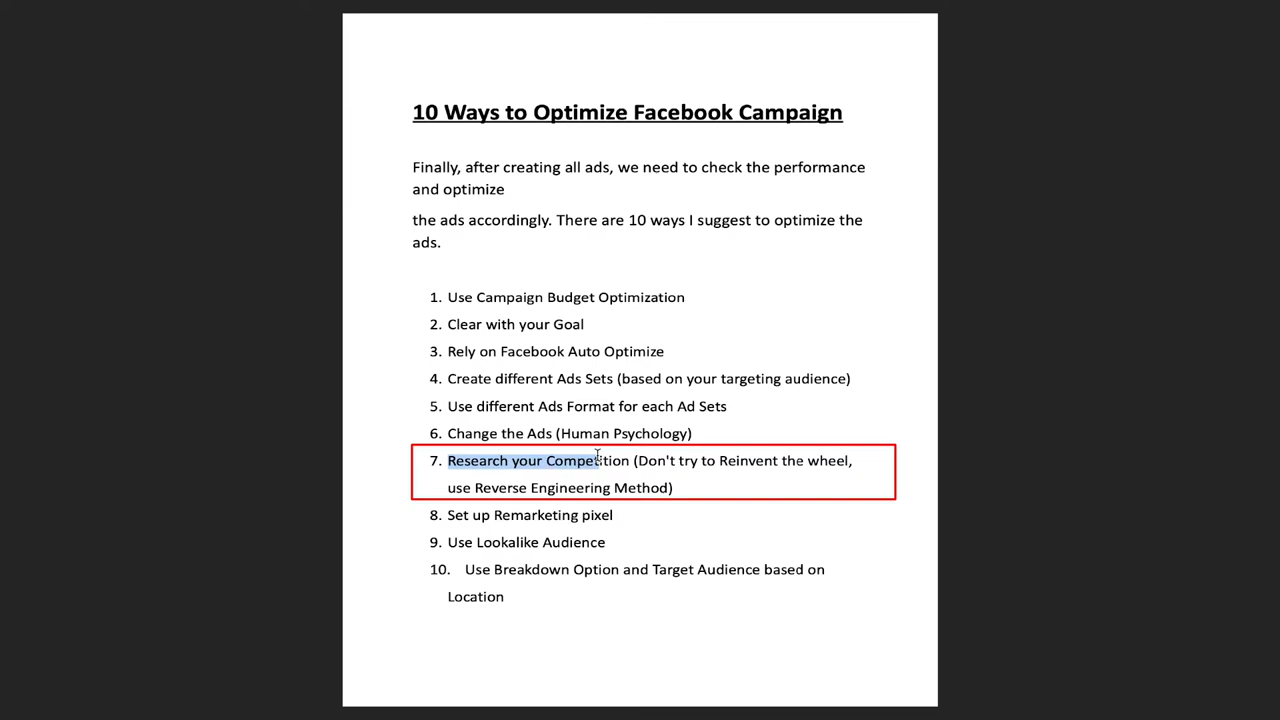 10 Ways to Optimize Facebook Campaign
Finally, after creating all ads, we need to check the performance
and optimize
the ads accordingly. There are 10 ways I suggest to optimize the
ads.
1. Use Campaign Budget Optimization
2. Clear with your Goal
3. Rely on Facebook Auto Optimize
4. Create different Ads Sets (based on your targeting audience)
5. Use different Ads Format for each Ad Sets
6. Change the Ads (Human Psychology)
7. Research your Competition (Don't try to Reinvent the wheel,
use Reverse Engineering Method)
8. Set up Remarketing pixel
9. Use Lookalike Audience
10. Use Breakdown Option and Target Audience based on
Location